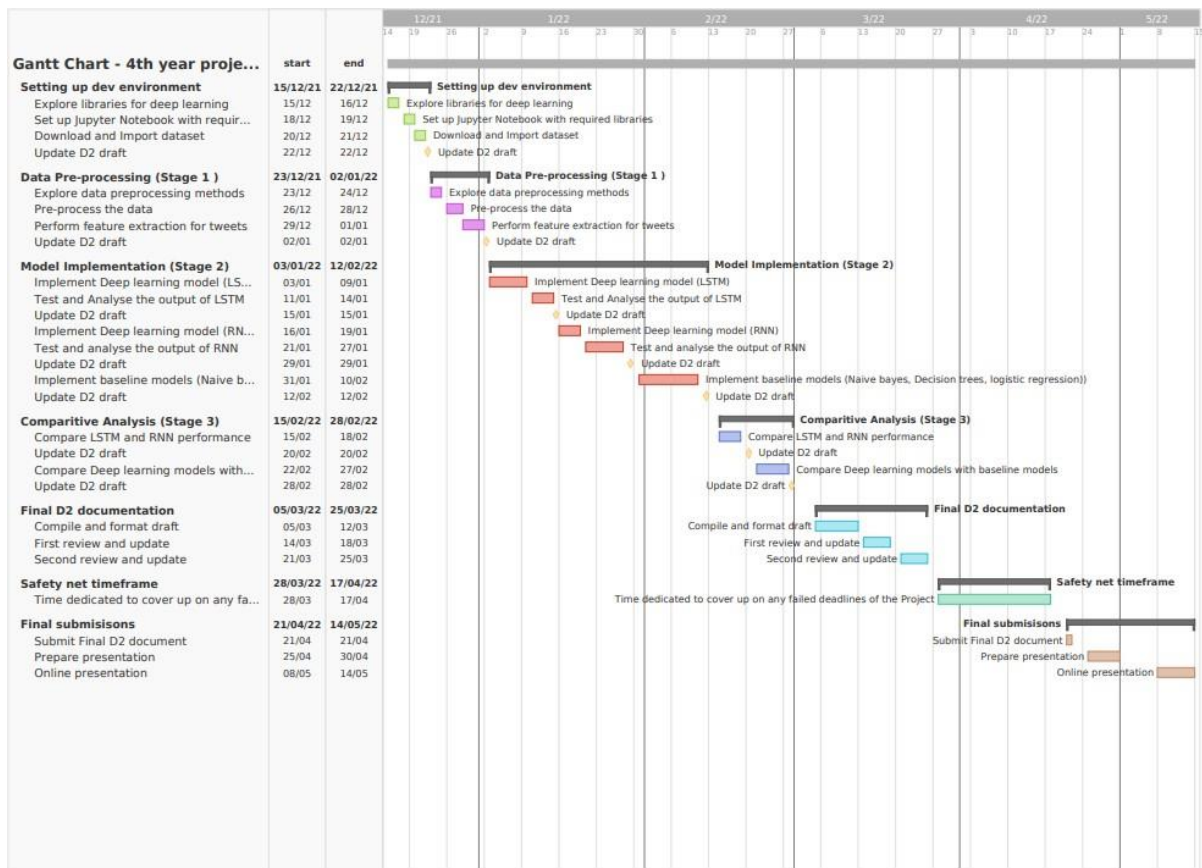 12/21 1/22 2/22 3/22 4/22 5/22
14 19 26 2 9 16 23 30 6 13 20 27 6 13 20 27 3 10 17 24 1 8 15
Gantt Chart - 4th year proje... start end
Setting up dev environment 15/12/21 22/12/21 Setting up dev environment
Explore libraries for deep learning 15/12 16/12 Explore libraries for deep learning
Set up Jupyter Notebook with requir... 18/12 19/12 Set up Jupyter Notebook with required libraries
Download and Import dataset 20/12 21/12 Download and Import dataset
Update D2 draft 22/12 22/12 Update D2 draft
Data Pre-processing (Stage 1 ) 23/12/21 02/01/22 Data Pre-processing (Stage 1 )
Explore data preprocessing methods 23/12 24/12 Explore data preprocessing methods
Pre-process the data 26/12 28/12 Pre-process the data
Perform feature extraction for tweets 29/12 01/01 Perform feature extraction for tweets
Update D2 draft 02/01 02/01 Update D2 draft
Model Implementation (Stage 2) 03/01/22 12/02/22 Model Implementation (Stage 2)
Implement Deep learning model (LS... 03/01 09/01 Implement Deep learning model (LSTM)
Test and Analyse the output of LSTM 11/01 14/01 Test and Analyse the output of LSTM
Update D2 draft 15/01 15/01 Update D2 draft
Implement Deep learning model (RN... 16/01 19/01 Implement Deep learning model (RNN)
Test and analyse the output of RNN 21/01 27/01 Test and analyse the output of RNN
Update D2 draft 29/01 29/01 Update D2 draft
Implement baseline models (Naive b... 31/01 10/02 Implement baseline models (Naive bayes, Decision trees, logistic regression))
Update D2 draft 12/02 12/02 Update D2 draft
Comparitive Analysis (Stage 3) 15/02/22 28/02/22 Comparitive Analysis (Stage 3)
Compare LSTM and RNN performance 15/02 18/02 Compare LSTM and RNN performance
Update D2 draft 20/02 20/02 Update D2 draft
Compare Deep learning models with... 22/02 27/02 Compare Deep learning models with baseline models
Update D2 draft 28/02 28/02 Update D2 draft
Final D2 documentation 05/03/22 25/03/22 Final D2 documentation
Compile and format draft 05/03 12/03 Compile and format draft
First review and update 14/03 18/03 First review and update
Second review and update 21/03 25/03 Second review and update
Safety net timeframe 28/03/22 17/04/22 Safety net timeframe
Time dedicated to cover up on any fa... 28/03 17/04 Time dedicated to cover up on any failed deadlines of the Project
Final submisisons 21/04/22 14/05/22 Final submisisons
Submit Final D2 document 21/04 21/04 Submit Final D2 document
Prepare presentation 25/04 30/04 Prepare presentation
Online presentation 08/05 14/05 Online presentation